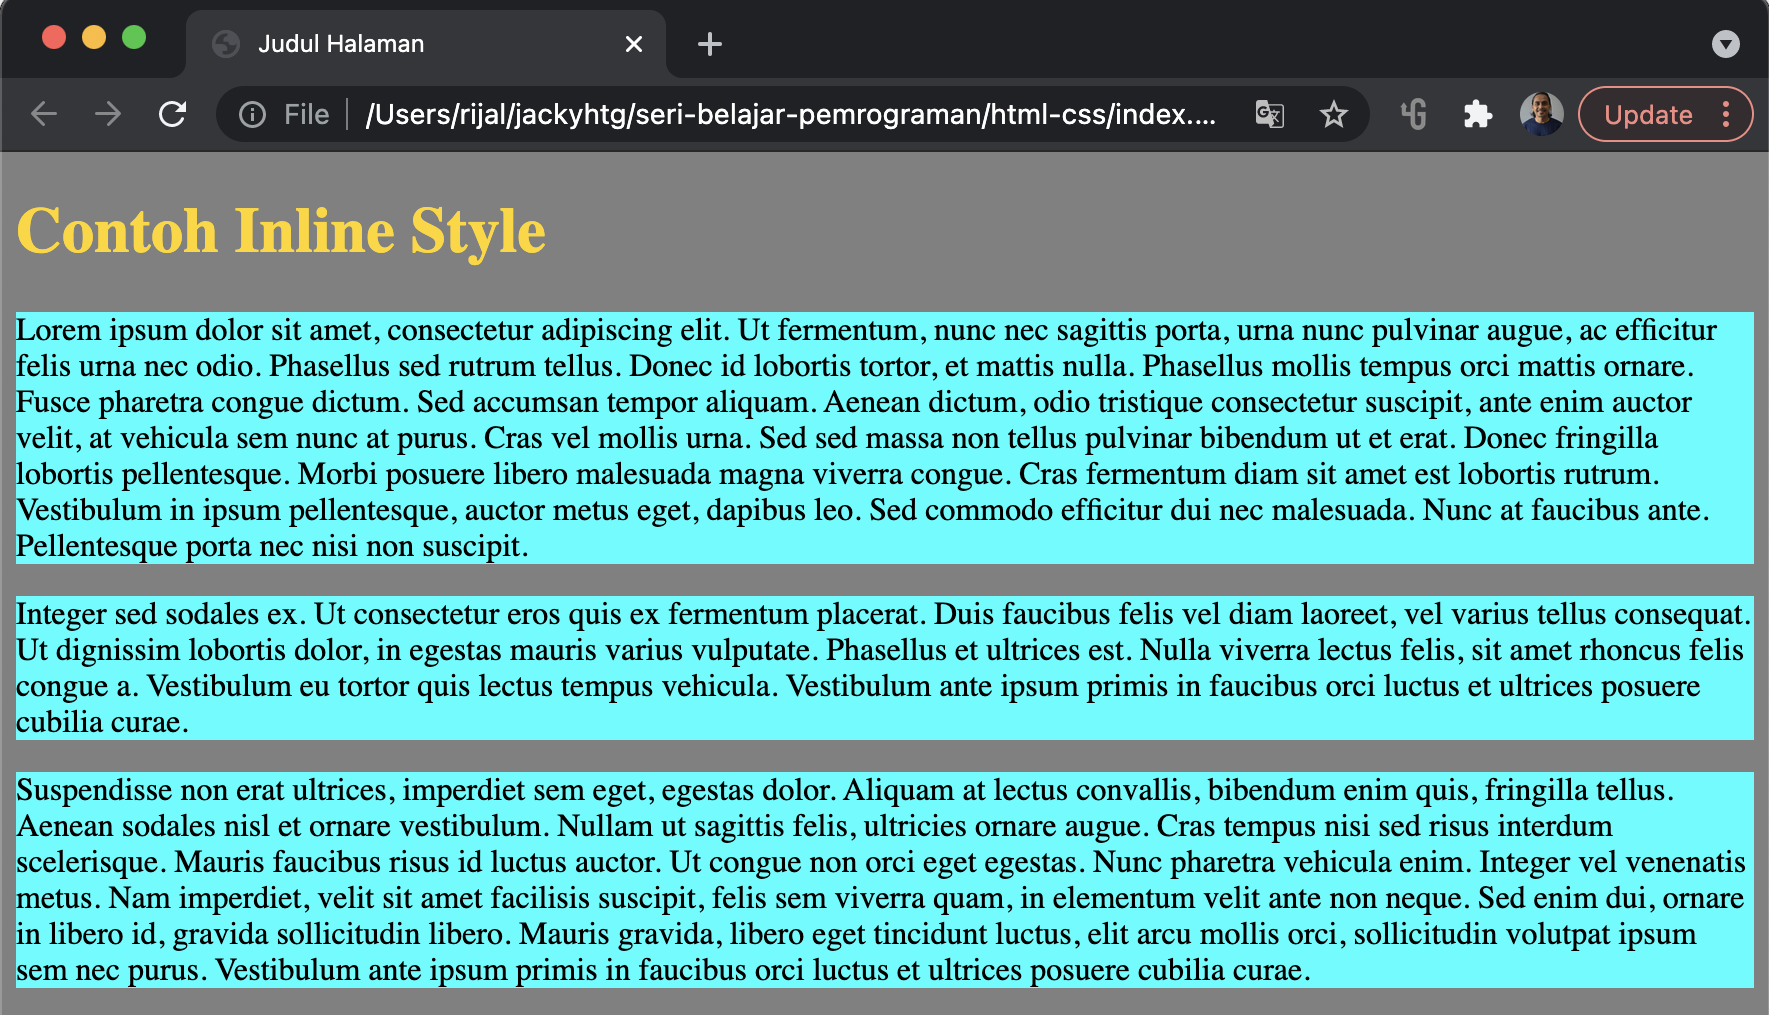 Judul Halaman
File
/Users/rijal/jackyhtg/seri-belajar-pemrograman/html-css/index....
Update
Contoh Inline Style
Lorem ipsum dolor sit amet, consectetur adipiscing elit. Ut fermentum, nunc nec sagittis porta, urna nunc pulvinar augue, ac efficitur
felis urna nec odio. Phasellus sed rutrum tellus. Donec id lobortis tortor, et mattis nulla. Phasellus mollis tempus orci mattis ornare.
Fusce pharetra congue dictum. Sed accumsan tempor aliquam. Aenean dictum, odio tristique consectetur suscipit, ante enim auctor
velit, at vehicula sem nunc at purus. Cras vel mollis urna. Sed sed massa non tellus pulvinar bibendum ut et erat. Donec fringilla
lobortis pellentesque. Morbi posuere libero malesuada magna viverra congue. Cras fermentum diam sit amet est lobortis rutrum.
Vestibulum in ipsum pellentesque, auctor metus eget, dapibus leo. Sed commodo efficitur dui nec malesuada. Nunc at faucibus ante.
Pellentesque porta nec nisi non suscipit.
Integer sed sodales ex. Ut consectetur eros quis ex fermentum placerat. Duis faucibus felis vel diam laoreet, vel varius tellus consequat.
Ut dignissim lobortis dolor, in egestas mauris varius vulputate. Phasellus et ultrices est. Nulla viverra lectus felis, sit amet rhoncus felis
congue a. Vestibulum eu tortor quis lectus tempus vehicula. Vestibulum ante ipsum primis in faucibus orci luctus et ultrices posuere
cubilia curae.
Suspendisse non erat ultrices, imperdiet sem eget, egestas dolor. Aliquam at lectus convallis, bibendum enim quis, fringilla tellus.
Aenean sodales nisl et ornare vestibulum. Nullam ut sagittis felis, ultricies ornare augue. Cras tempus nisi sed risus interdum
scelerisque. Mauris faucibus risus id luctus auctor. Ut congue non orci eget egestas. Nunc pharetra vehicula enim. Integer vel venenatis
metus. Nam imperdiet, velit sit amet facilisis suscipit, felis sem viverra quam, in elementum velit ante non neque. Sed enim dui, ornare
in libero id, gravida sollicitudin libero. Mauris gravida, libero eget tincidunt luctus, elit arcu mollis orci, sollicitudin volutpat ipsum
sem nec purus. Vestibulum ante ipsum primis in faucibus orci luctus et ultrices posuere cubilia curae.